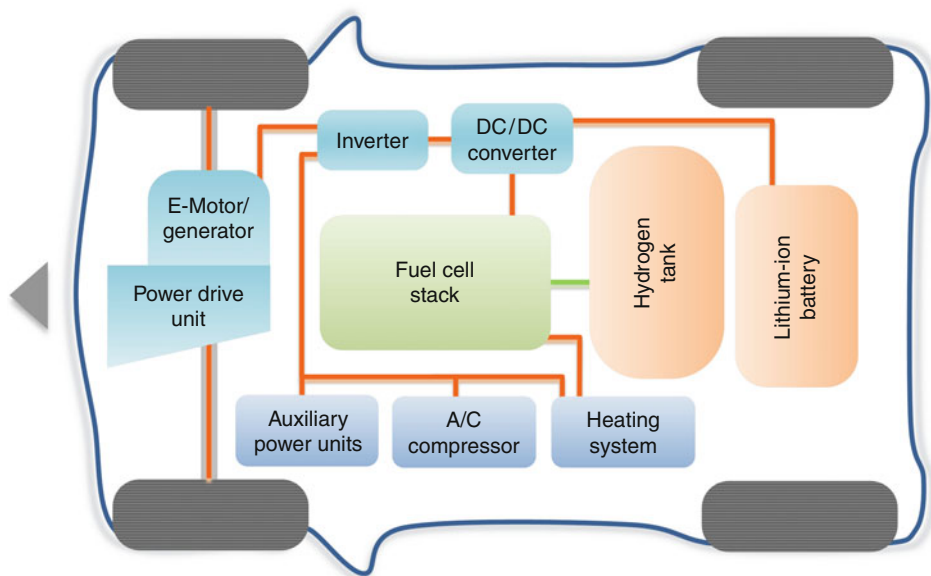 Inverter
DC/DC
converter
E-Motor/
generator
Power drive
unit
Fuel cell
stack
Hydrogen
tank
Lithium-ion
battery
Auxiliary
power units
A/C
compressor
Heating
system